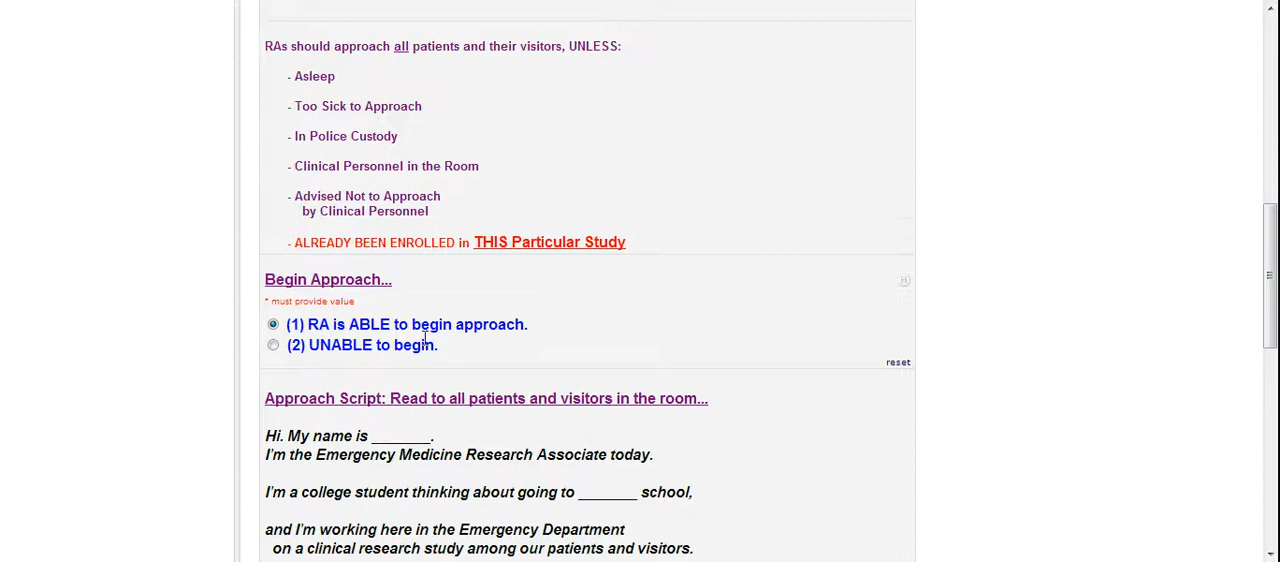 RAs should approach all patients and their visitors, UNLESS:
- Asleep
- Too Sick to Approach
- In Police Custody
- Clinical Personnel in the Room
- Advised Not to Approach
by Clinical Personnel
- ALREADY BEEN ENROLLED in THIS Particular Study
Begin Approach...
* must provide value
(1) RA is ABLE to begin approach.
(2) UNABLE to begin.
reset
Approach Script: Read to all patients and visitors in the room...
Hi. My name is _______.
I'm the Emergency Medicine Research Associate today.
I'm a college student thinking about going to _______ school,
and I'm working here in the Emergency Department
on a clinical research study among our patients and visitors.